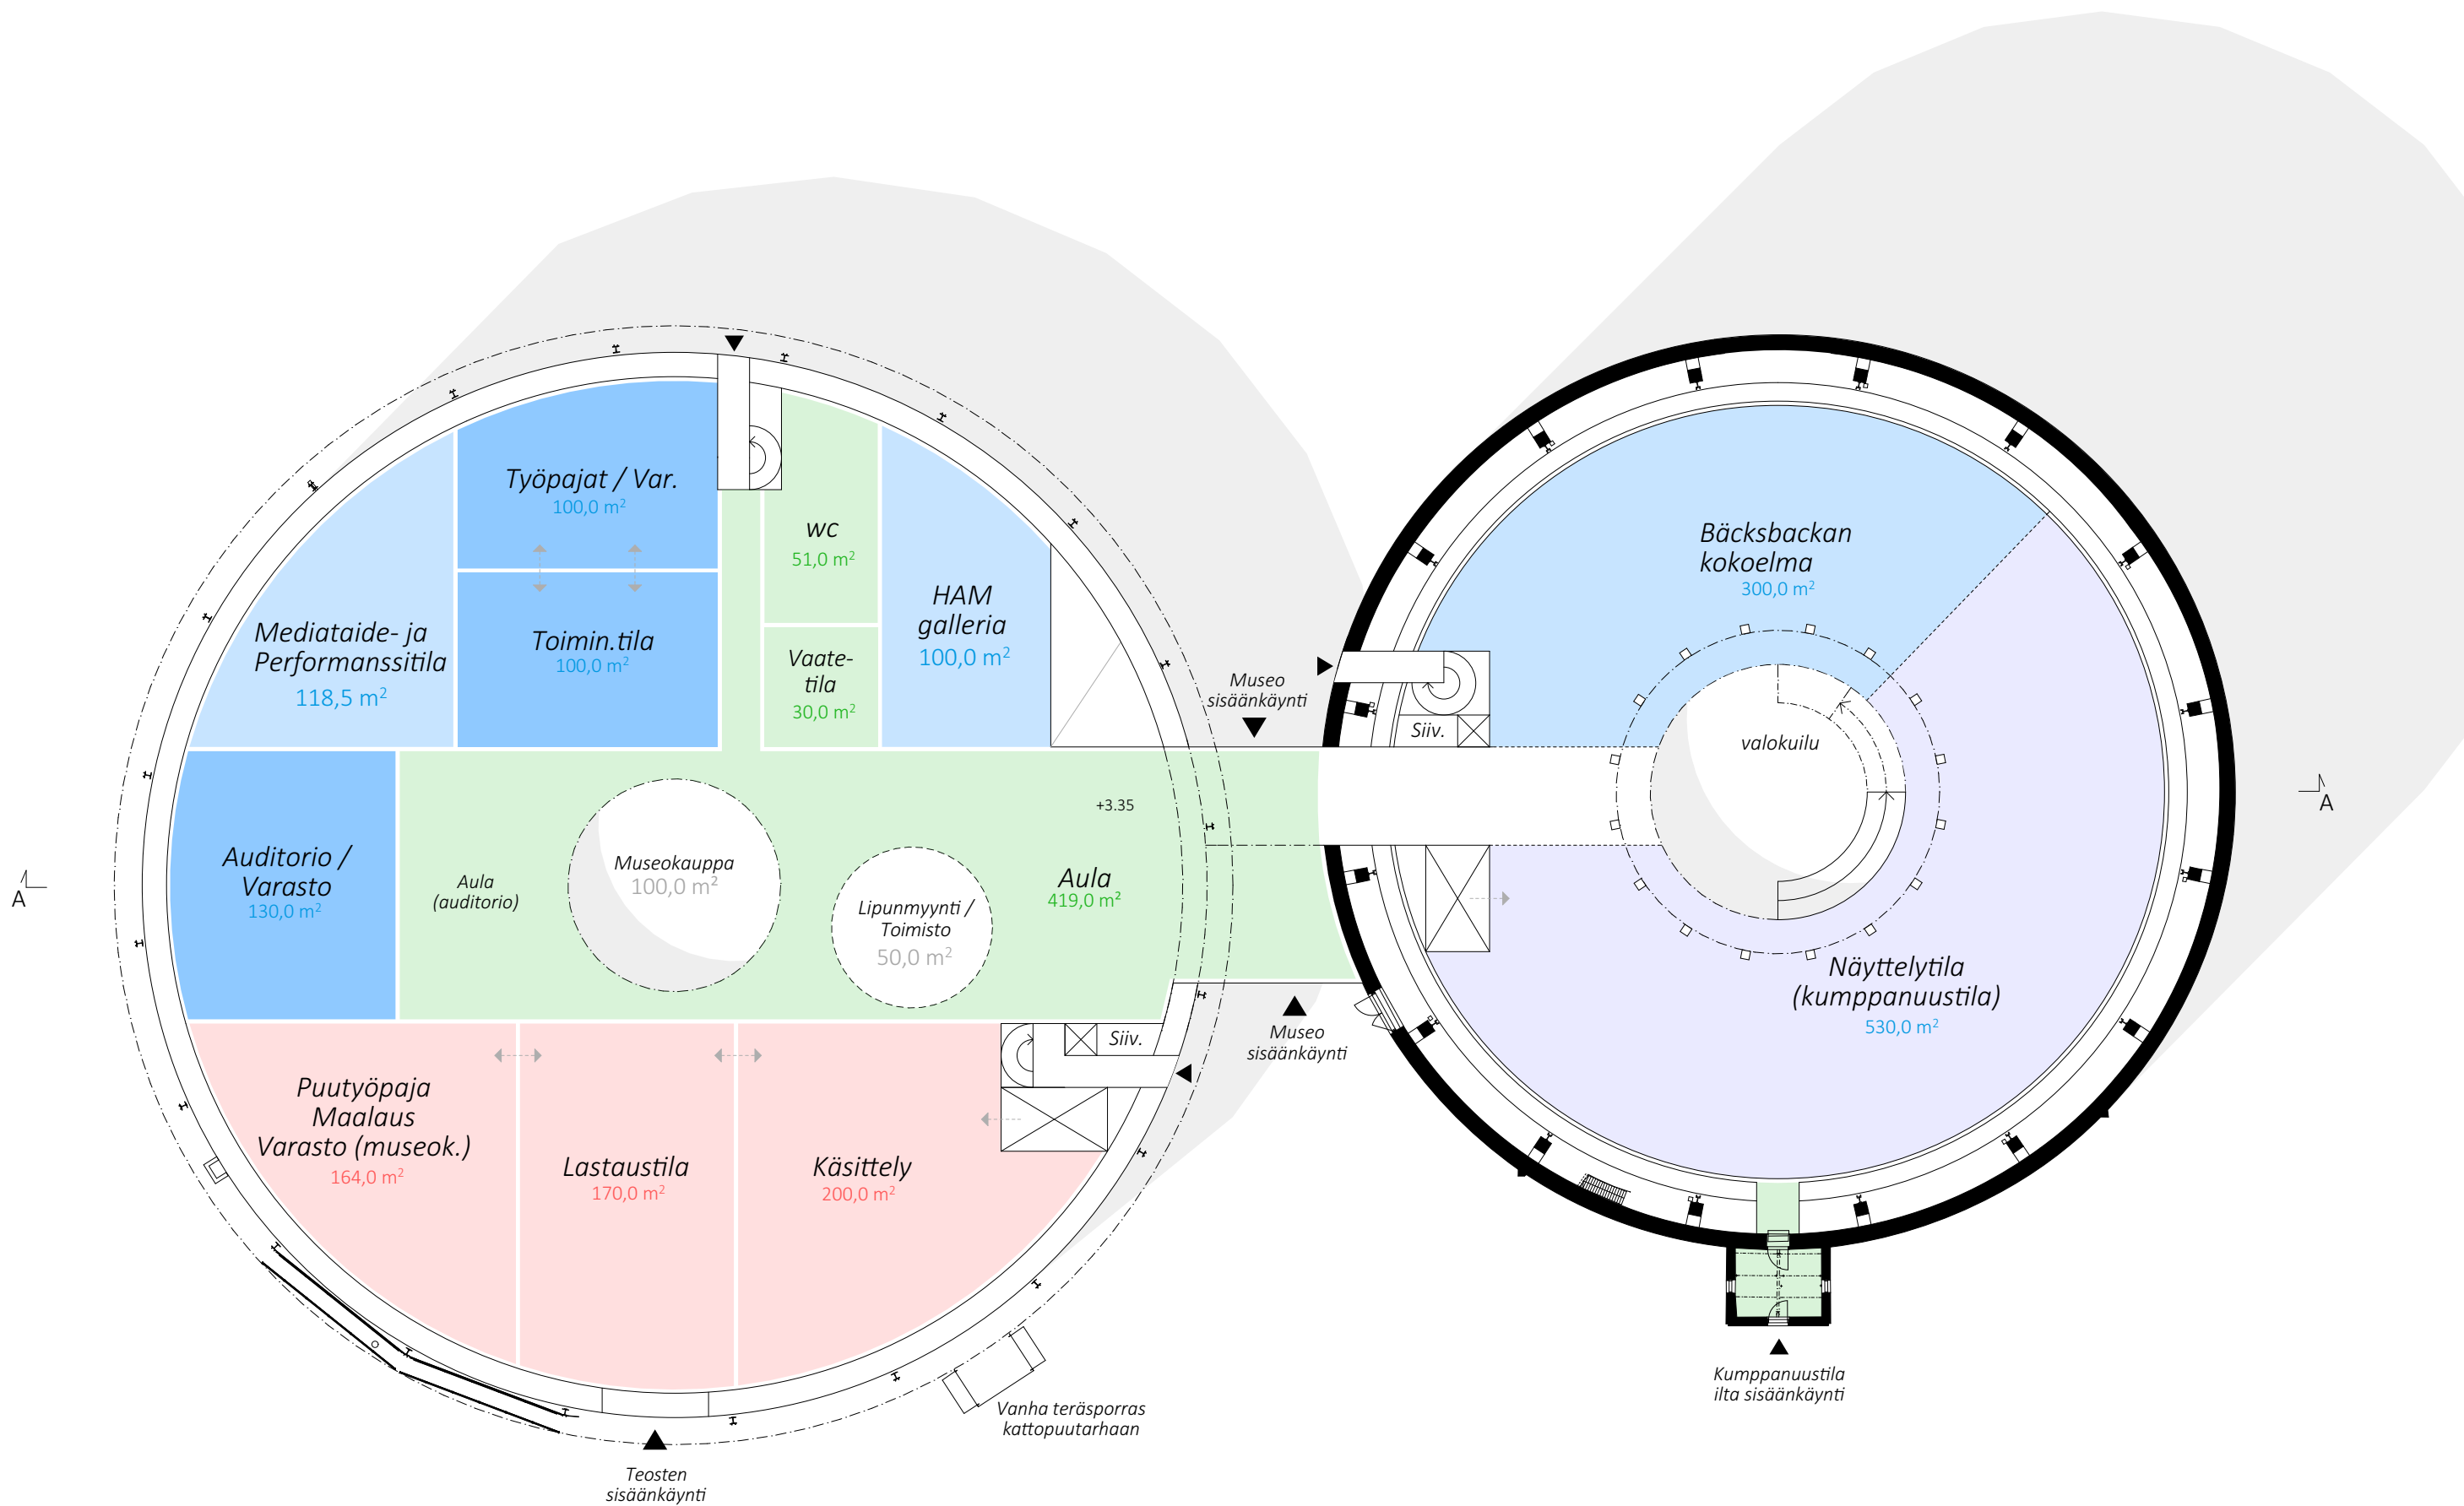 Työpajat / Var.
100,0 m²
wc
51,0 m²
Mediataide- ja
Performanssitila
118,5 m²
Toimin.tila
100,0 m²
Vaate-
tila
30,0 m²
HAM
galleria
100,0 m²
Museo
sisäänkäynti
Bäcksbackan
kokoelma
300,0 m²
Siiv.
valokuilu
A
A
+3.35
Auditorio /
Varasto
130,0 m²
Aula
(auditorio)
Museokauppa
100,0 m²
Lipunmyynti /
Toimisto
50,0 m²
Aula
419,0 m²
Näyttelytila
(kumppanuustila)
530,0 m²
Siiv.
Museo
sisäänkäynti
Puutyöpaja
Maalaus
Varasto (museok.)
164,0 m²
Lastaustila
170,0 m²
Käsittely
200,0 m²
Kumppanuustila
ilta sisäänkäynti
Vanha teräsporras
kattopuutarhaan
Teosten
sisäänkäynti